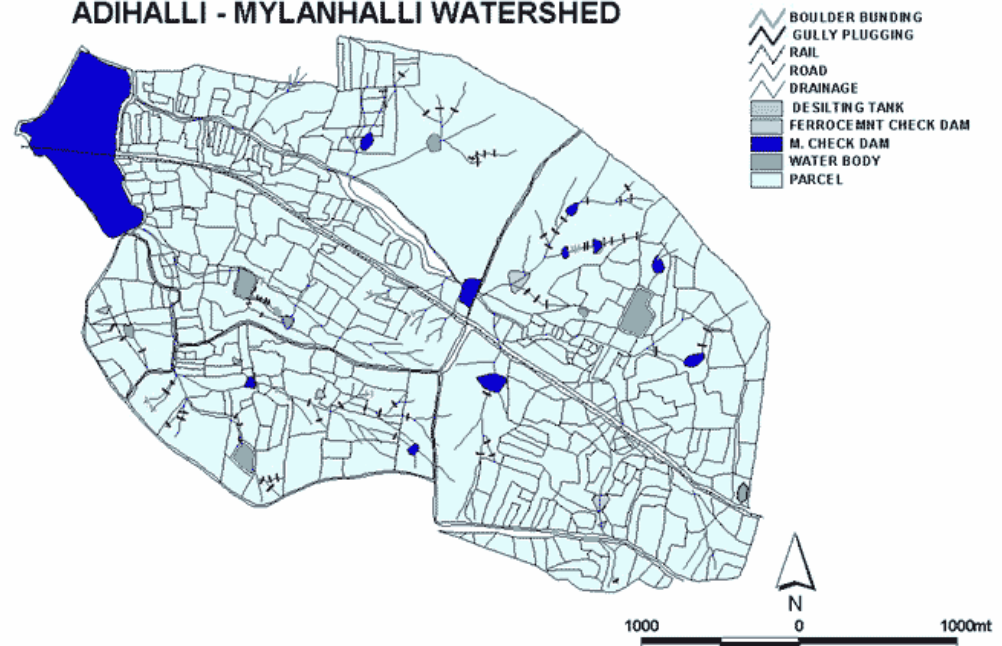 ADIHALLI - MYLANHALLI WATERSHED
BOULDER BUNDING
GULLY PLUGGING
RAIL
ROAD
DRAINAGE
DESILTING TANK
FERROCEMNT CHECK DAM
M. CHECK DAM
WATER BODY
PARCEL
N
1000 0 1000mt